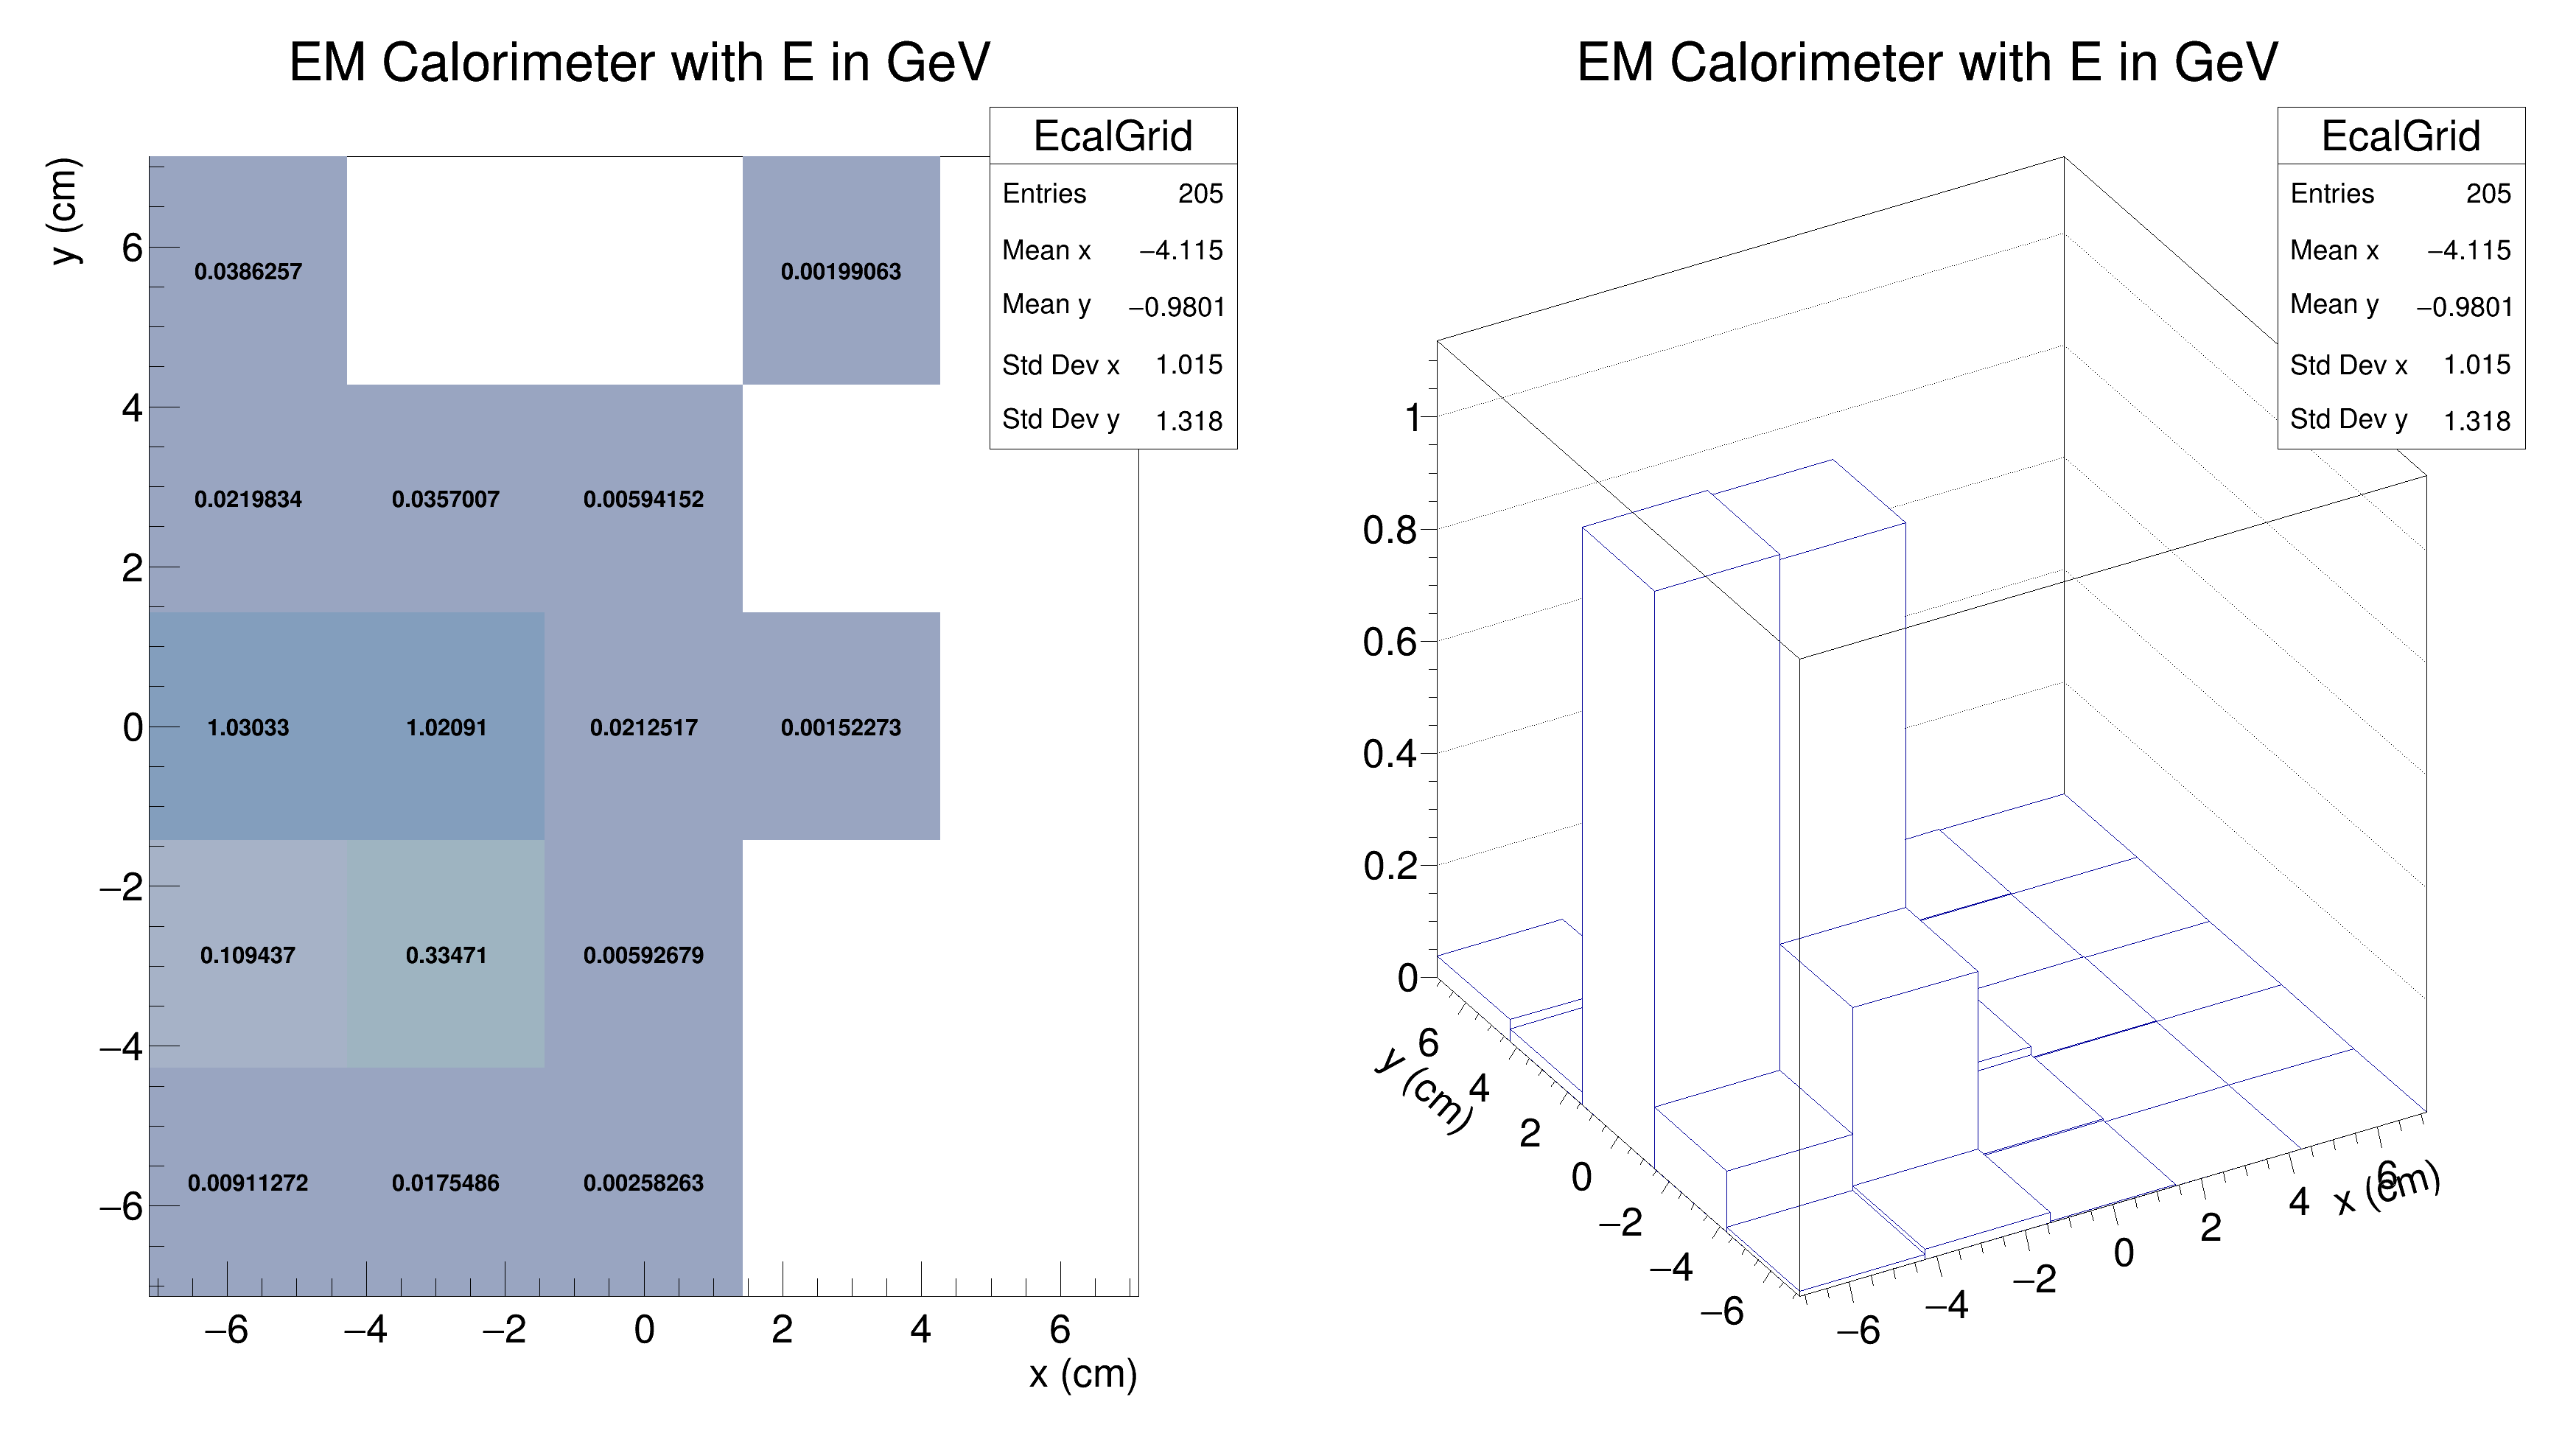 EM Calorimeter with E in GeV
EcalGrid
Entries 205
Mean x −4.115
Mean y −0.9801
Std Dev x 1.015
Std Dev y 1.318
y (cm)
6
4
2
0
−2
−4
−6
0.0386257 0.00199063
0.0219834 0.0357007 0.00594152
1.03033 1.02091 0.0212517 0.00152273
0.109437 0.33471 0.00592679
0.00911272 0.0175486 0.00258263
−6 −4 −2 0 2 4 6
x (cm)
EM Calorimeter with E in GeV
EcalGrid
Entries 205
Mean x −4.115
Mean y −0.9801
Std Dev x 1.015
Std Dev y 1.318
1
0.8
0.6
0.4
0.2
0
y (cm)
6
4
2
0
−2
−4
−6
−6
−4
−2
0
2
4
6
x (cm)